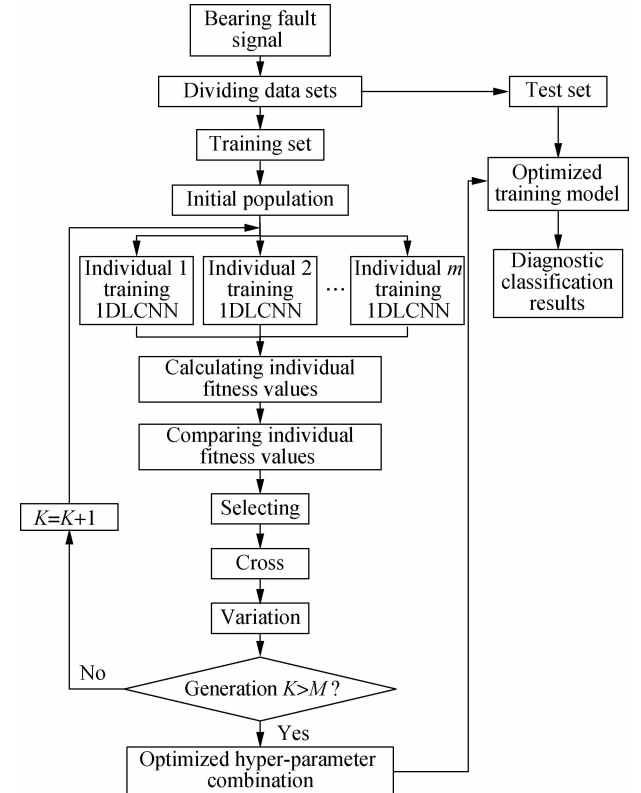 Bearing fault
signal
Dividing data sets
Test set
Training set
Optimized
training model
Initial population
Individual 1
training
1DLCNN
Individual 2
training
1DLCNN
...
Individual m
training
1DLCNN
Diagnostic
classification
results
Calculating individual
fitness values
Comparing individual
fitness values
Selecting
K=K+1
Cross
Variation
No
Generation K>M?
Yes
Optimized hyper-parameter
combination